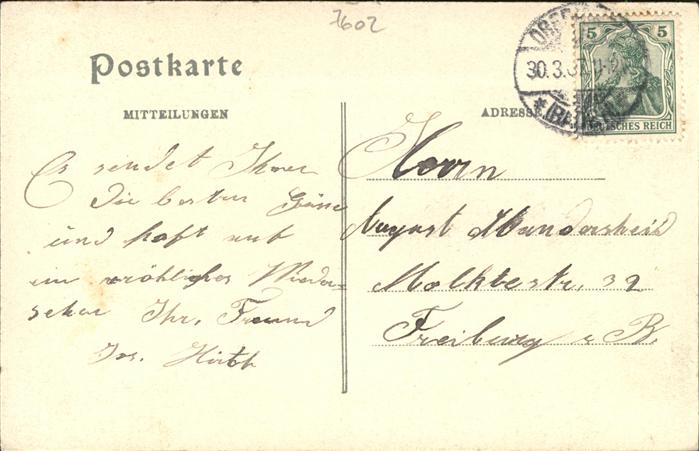 7602
Postkarte
MITTEILUNGEN
ADRESSE
5 5
DEUTSCHES REICH
30.3.
Es sendet Ihnen
Die besten Grüsse
und hofft auf
ein fröhliches Wieder=
sehen Ihr, Freund
Jos.
Herrn
August Mandersheid
Moltkestr. 32
Freiburg i B.